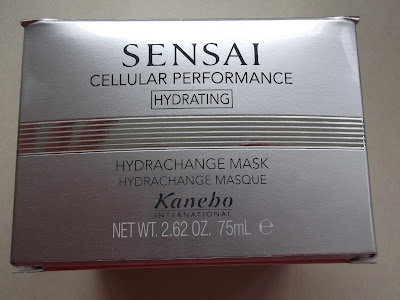 SENSAI
CELLULAR PERFORMANCE
HYDRATING
HYDRACHANGE MASK
HYDRACHANGE MASQUE
Kanebo
INTERNATIONAL
NET WT. 2.62 OZ. 75mL ℮